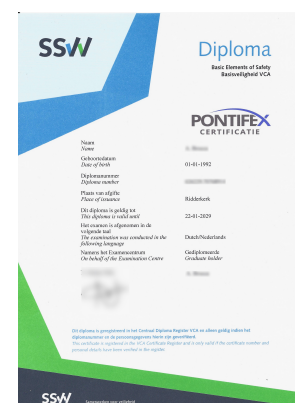 SSVV
Diploma
Basic Elements of Safety
Basisveiligheid VCA
PONTIFEX
CERTIFICATIE
Naam
Name
Geboortedatum
Date of birth
01-01-1992
Diplomanummer
Diploma number
Plaats van afgifte
Place of issuance
Ridderkerk
Dit diploma is geldig tot
This diploma is valid until
22-01-2029
Het examen is afgenomen in de
volgende taal
The examination was conducted in the
following language
Dutch/Nederlands
Namens het Examencentrum
On behalf of the Examination Centre
Gediplomeerde
Graduate holder
Dit diploma is geregistreerd in het Centraal Diploma Register VCA en alleen geldig indien het
diplomanummer en de persoonsgegevens hierin zijn geverifieerd.
This certificate is registered in the VCA Certificate Register and is only valid if the certificate number and
personal details have been verified in the register.
SSVV
Samenwerken voor veiligheid